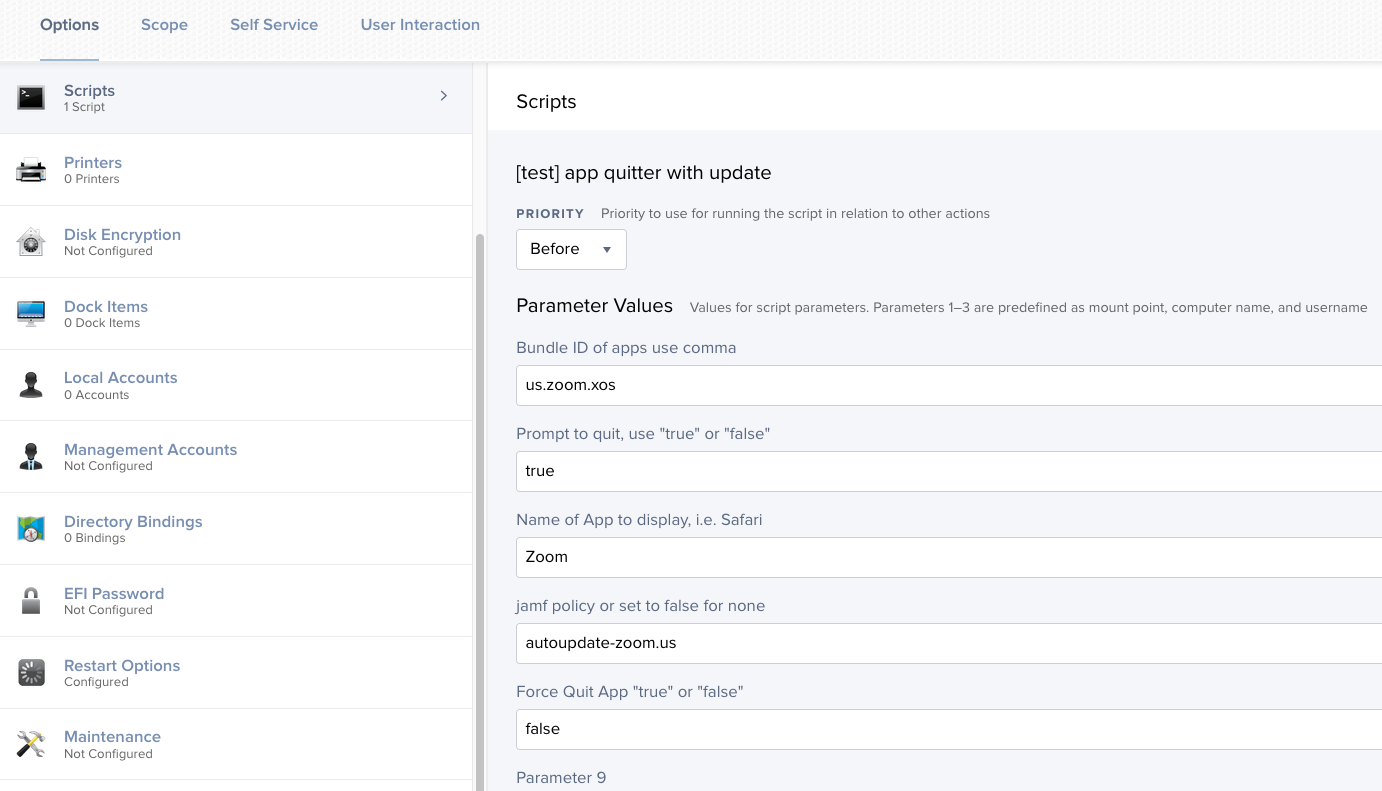 Options
Scope
Self Service
User Interaction
Scripts
1 Script
Printers
0 Printers
Disk Encryption
Not Configured
Dock Items
0 Dock Items
Local Accounts
0 Accounts
Management Accounts
Not Configured
Directory Bindings
0 Bindings
EFI Password
Not Configured
Restart Options
Configured
Maintenance
Not Configured
Scripts
[test] app quitter with update
PRIORITY Priority to use for running the script in relation to other actions
Before
Parameter Values Values for script parameters. Parameters 1–3 are predefined as mount point, computer name, and username
Bundle ID of apps use comma
us.zoom.xos
Prompt to quit, use "true" or "false"
true
Name of App to display, i.e. Safari
Zoom
jamf policy or set to false for none
autoupdate-zoom.us
Force Quit App "true" or "false"
false
Parameter 9